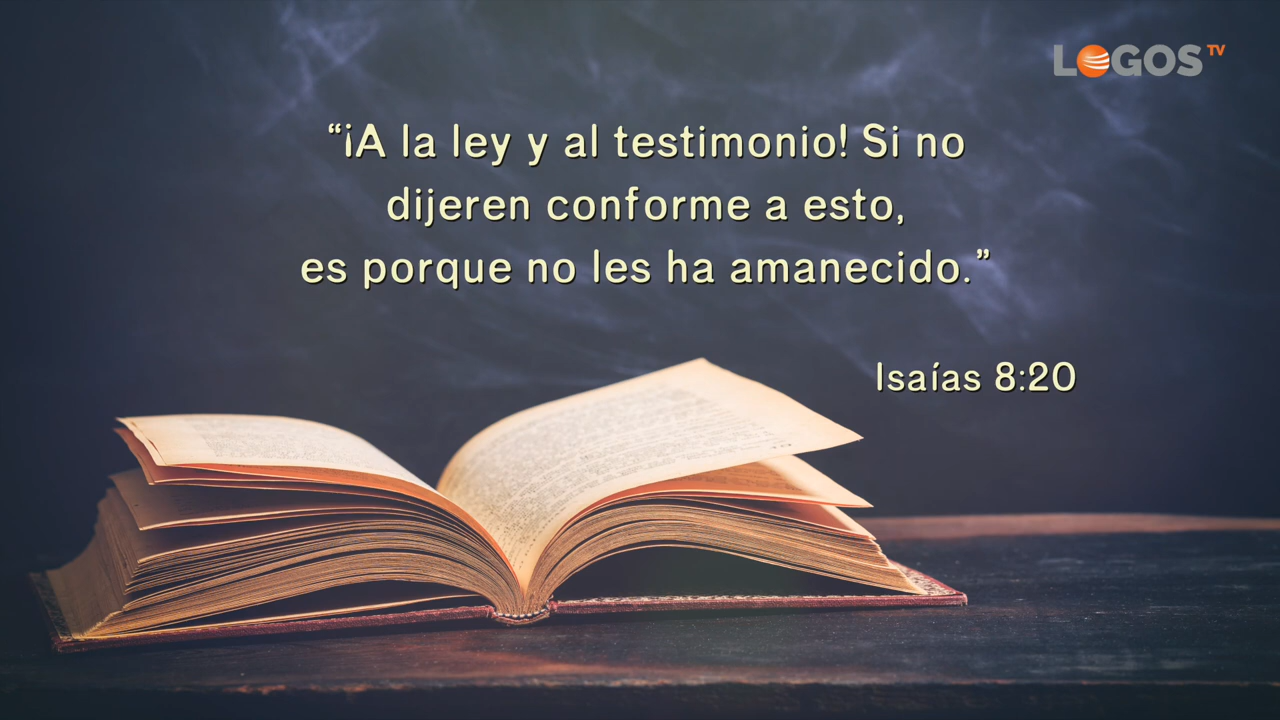 LOGOS TV
“¡A la ley y al testimonio! Si no
dijeren conforme a esto,
es porque no les ha amanecido.”
Isaías 8:20